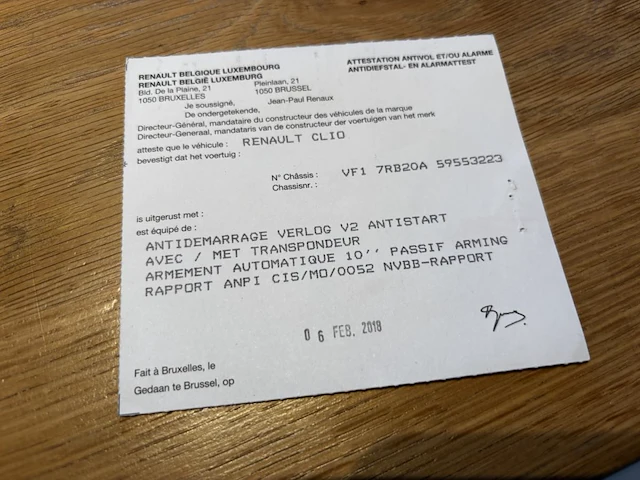 RENAULT BELGIQUE LUXEMBOURG
RENAULT BELGIË LUXEMBURG
Bld. De la Plaine, 21 Pleinlaan, 21
1050 BRUXELLES 1050 BRUSSEL
ATTESTATION ANTIVOL ET/OU ALARME
ANTIDIEFSTAL- EN ALARMATTEST
Je soussigné, Jean-Paul Renaux
De ondergetekende,
Directeur-Général, mandataire du constructeur des véhicules de la marque
Directeur-Generaal, mandataris van de constructeur der voertuigen van het merk
atteste que le véhicule : RENAULT CLIO
bevestigt dat het voertuig :
N° Châssis : VF1 7RB20A 59553223
Chassisnr. :
is uitgerust met :
est équipé de :
ANTIDEMARRAGE VERLOG V2 ANTISTART
AVEC / MET TRANSPONDEUR
ARMEMENT AUTOMATIQUE 10'' PASSIF ARMING
RAPPORT ANPI CIS/MO/0052 NVBB-RAPPORT
0 6 FEB. 2018
Fait à Bruxelles, le
Gedaan te Brussel, op